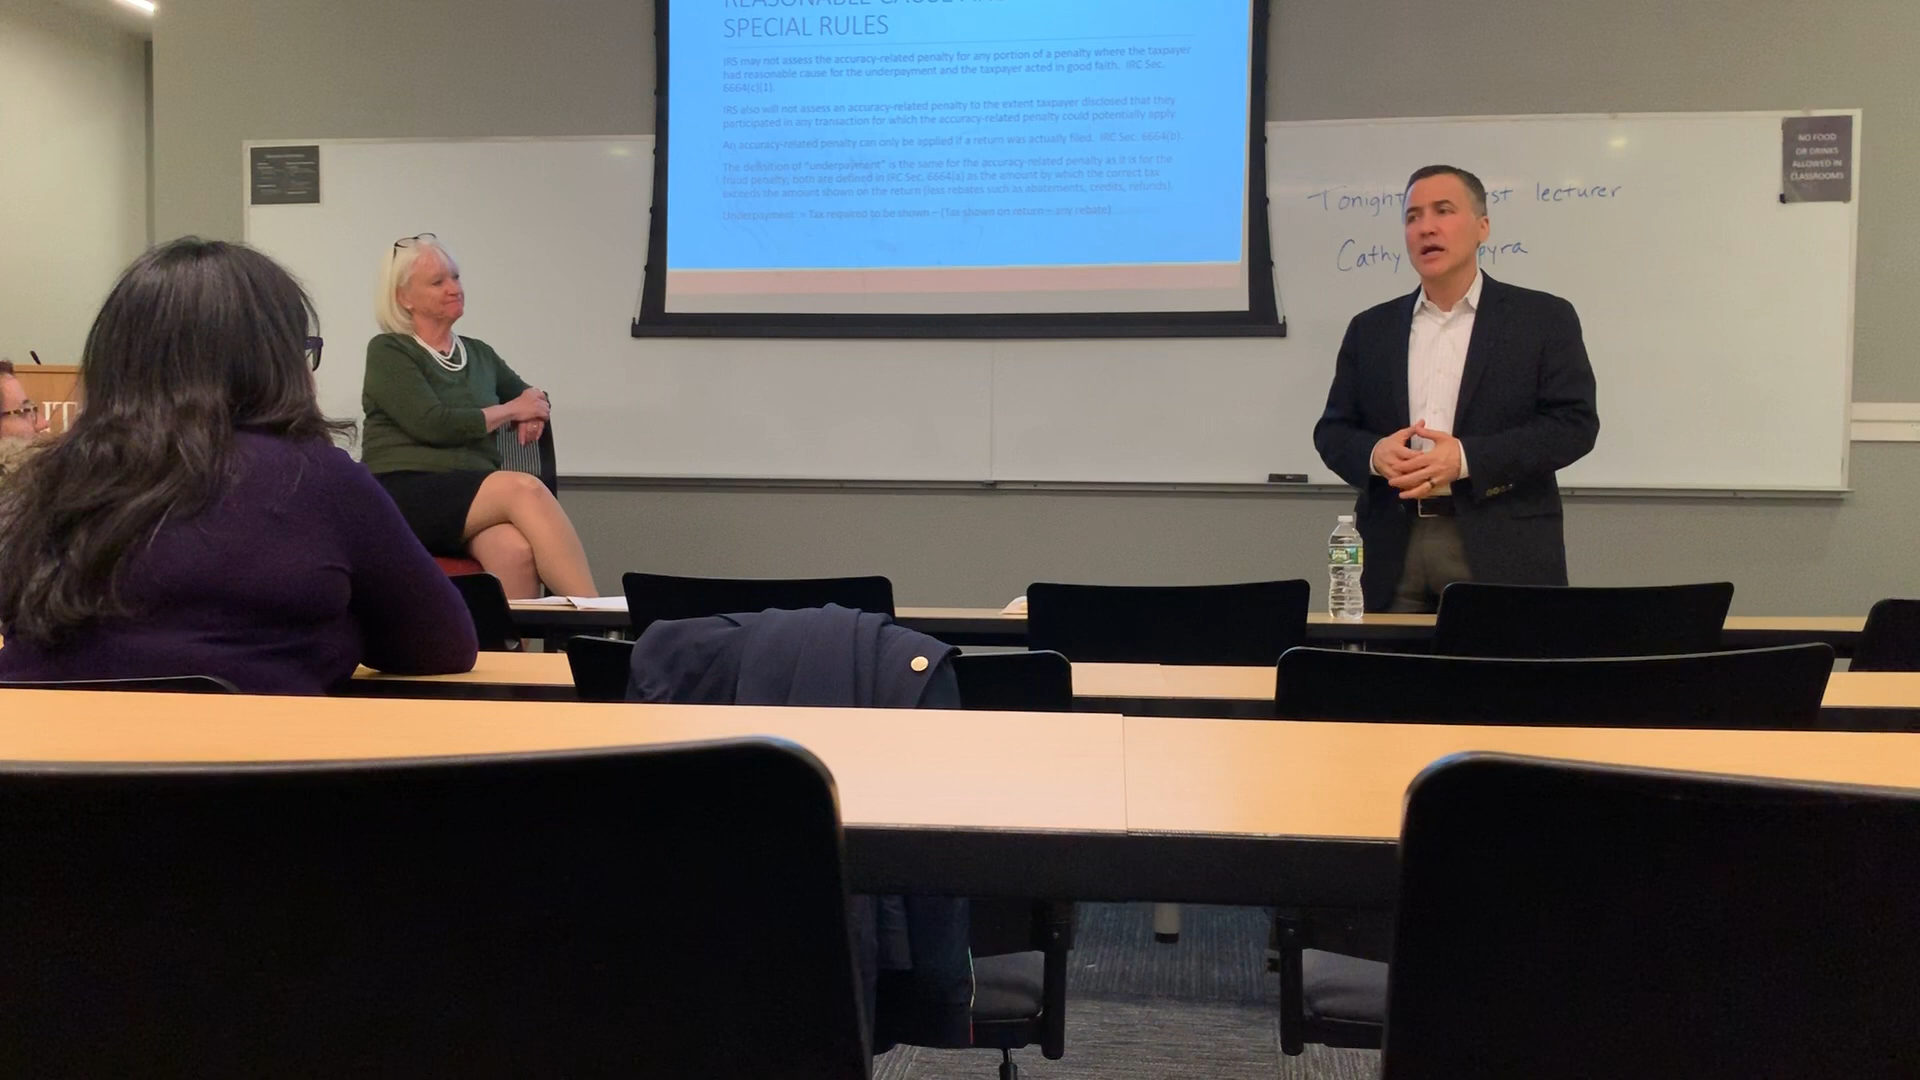 SPECIAL RULES
IRS may not assess the accuracy-related penalty for any portion of a penalty where the taxpayer
had reasonable cause for the underpayment and the taxpayer acted in good faith. IRC Sec.
6664(c)(1)
IRS also will not assess an accuracy-related penalty to the extent taxpayer disclosed that they
participated in any transaction for which the accuracy-related penalty could potentially apply
An accuracy-related penalty can only be applied if a return was actually filed. IRC Sec. 6664(b).
The definition of "underpayment" is the same for the accuracy-related penalty as it is for the
fraud penalty; both are defined in IRC Sec. 6664(a) as the amount by which the correct tax
exceeds the amount shown on the return (less rebates such as abatements, credits, refunds).
Underpayment = Tax required to be shown – (Tax shown on return – any rebate)
Tonight st lecturer
Cathy pyra
NO FOOD
OR DRINKS
ALLOWED IN
CLASSROOMS
IT